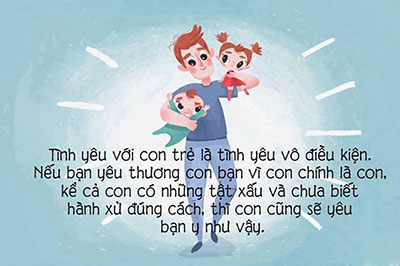 Tình yêu với con trẻ là tình yêu vô điều kiện.
Nếu bạn yêu thương con bạn vì con chính là con,
kể cả con có những tật xấu và chưa biết
hành xử đúng cách, thì con cũng sẽ yêu
bạn y như vậy.